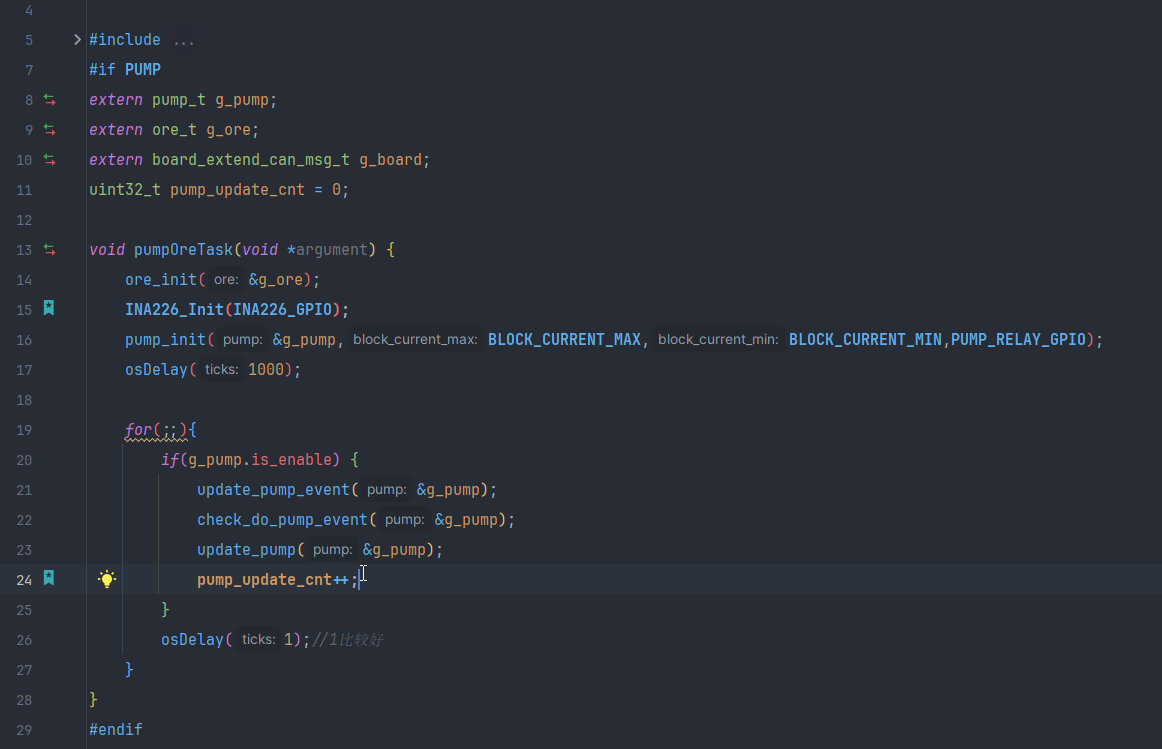 4
5 #include ...
7 #if PUMP
8 extern pump_t g_pump;
9 extern ore_t g_ore;
10 extern board_extend_can_msg_t g_board;
11 uint32_t pump_update_cnt = 0;
12
13 void pumpOreTask(void *argument) {
14 ore_init( ore: &g_ore);
15 INA226_Init(INA226_GPIO);
16 pump_init( pump: &g_pump, block_current_max: BLOCK_CURRENT_MAX, block_current_min: BLOCK_CURRENT_MIN,PUMP_RELAY_GPIO);
17 osDelay( ticks: 1000);
18
19 for(;;){
20 if(g_pump.is_enable) {
21 update_pump_event( pump: &g_pump);
22 check_do_pump_event( pump: &g_pump);
23 update_pump( pump: &g_pump);
24 pump_update_cnt++;
25 }
26 osDelay( ticks: 1);//1比较好
27 }
28 }
29 #endif